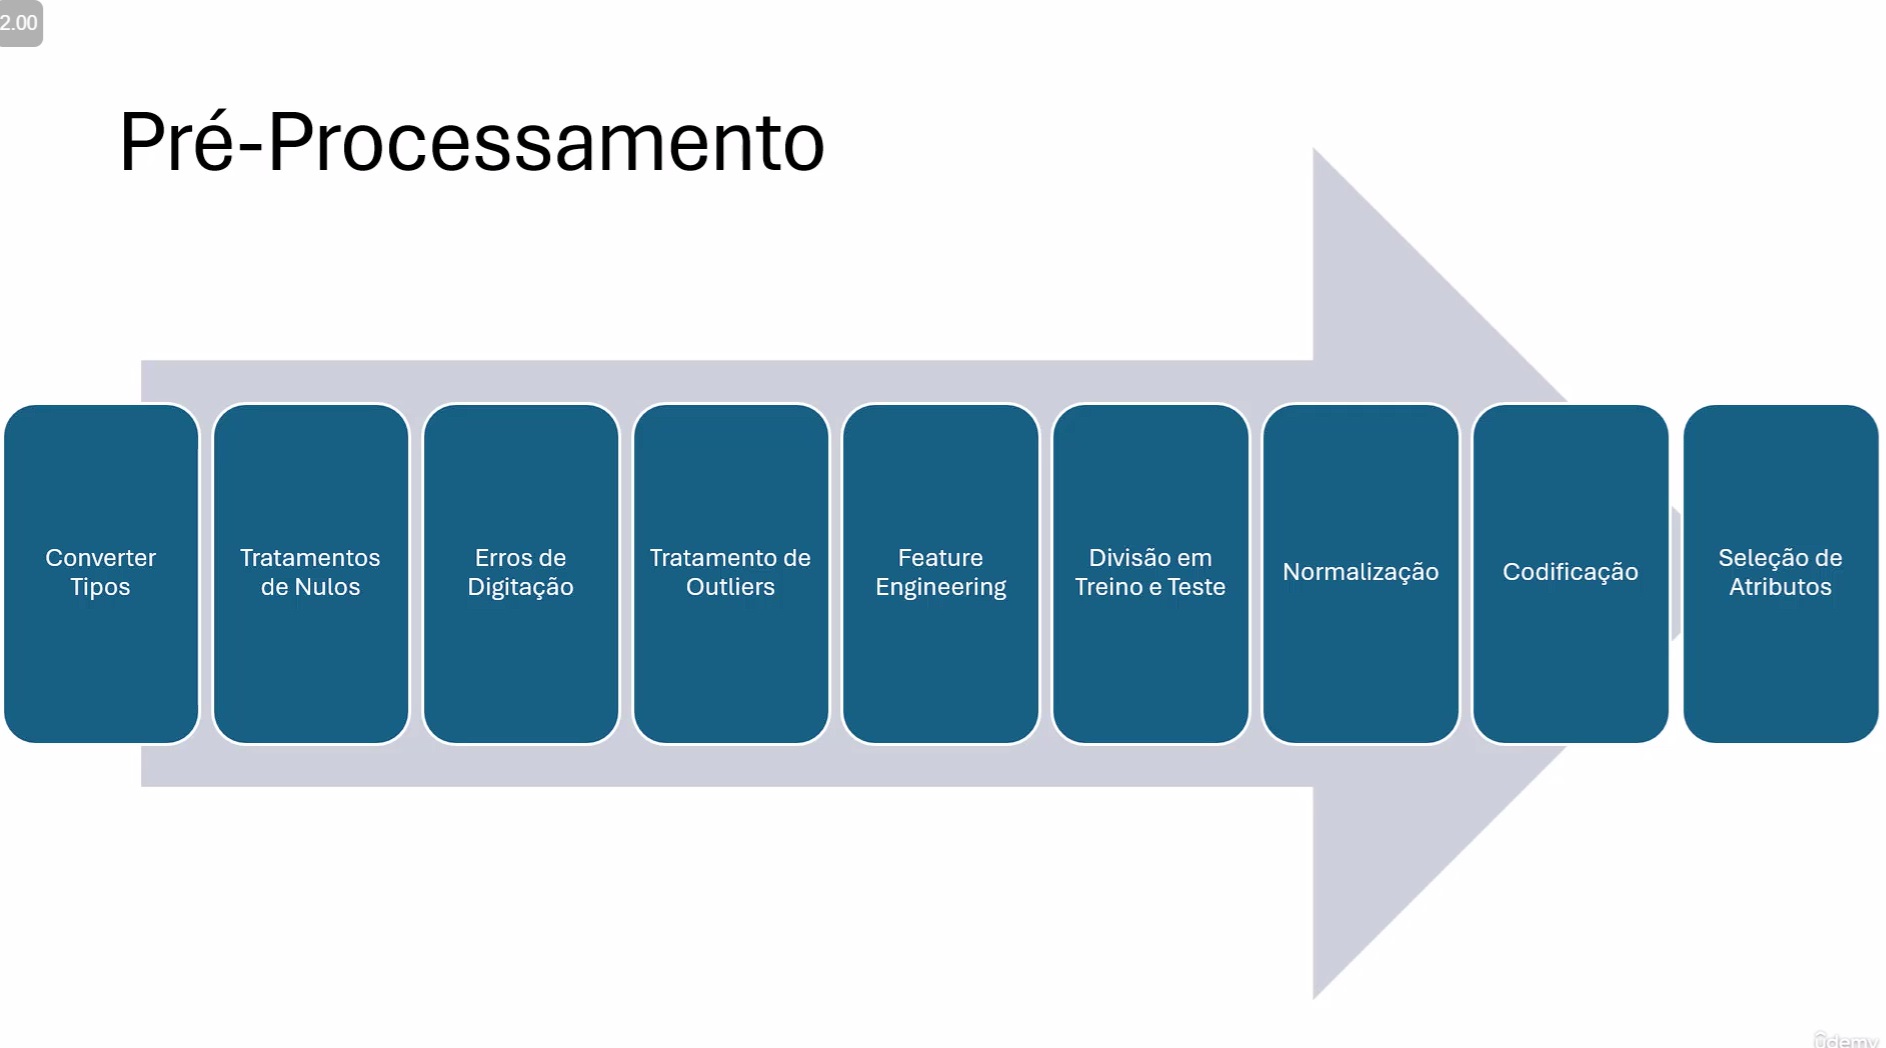 2.00
Pré-Processamento
Converter
Tipos
Tratamentos
de Nulos
Erros de
Digitação
Tratamento de
Outliers
Feature
Engineering
Divisão em
Treino e Teste
Normalização
Codificação
Seleção de
Atributos
ûdemy